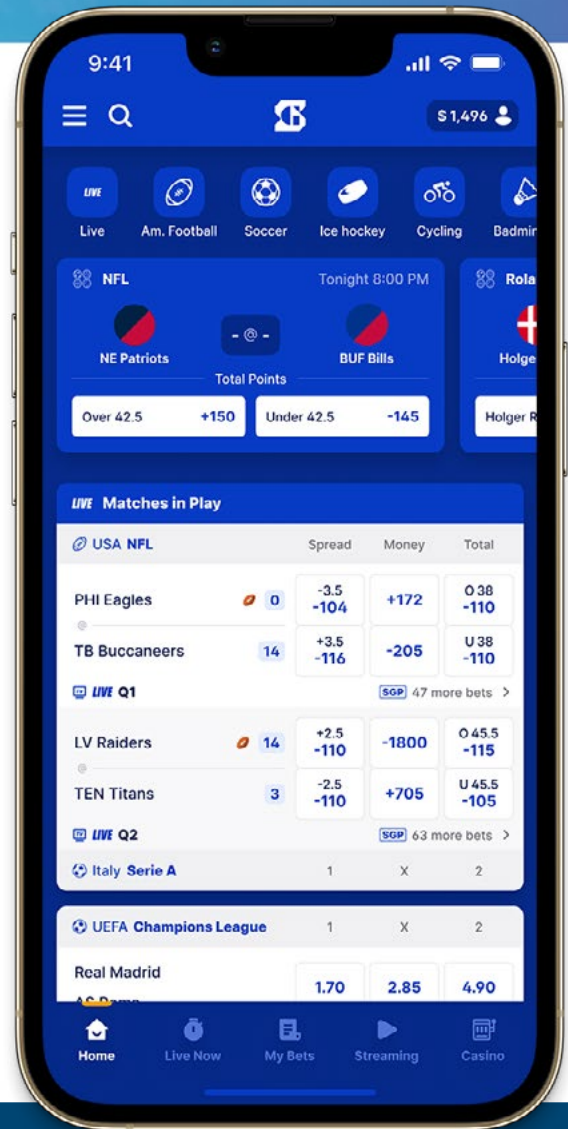 9:41
$1,496
LIVE
Live
Am. Football
Soccer
Ice hockey
Cycling
NFL
Tonight 8:00 PM
NE Patriots
- @ -
BUF Bills
Total Points
Over 42.5 +150
Under 42.5 -145
Holger
LIVE Matches in Play
USA NFL Spread Money Total
PHI Eagles 0 -3.5 -104 +172 O 38 -110
@
TB Buccaneers 14 +3.5 -116 -205 U 38 -110
LIVE Q1 SGP 47 more bets >
LV Raiders 14 +2.5 -110 -1800 O 45.5 -115
@
TEN Titans 3 -2.5 -110 +705 U 45.5 -105
LIVE Q2 SGP 63 more bets >
Italy Serie A 1 X 2
UEFA Champions League 1 X 2
Real Madrid 1.70 2.85 4.90
Home
Live Now
My Bets
Streaming
Casino